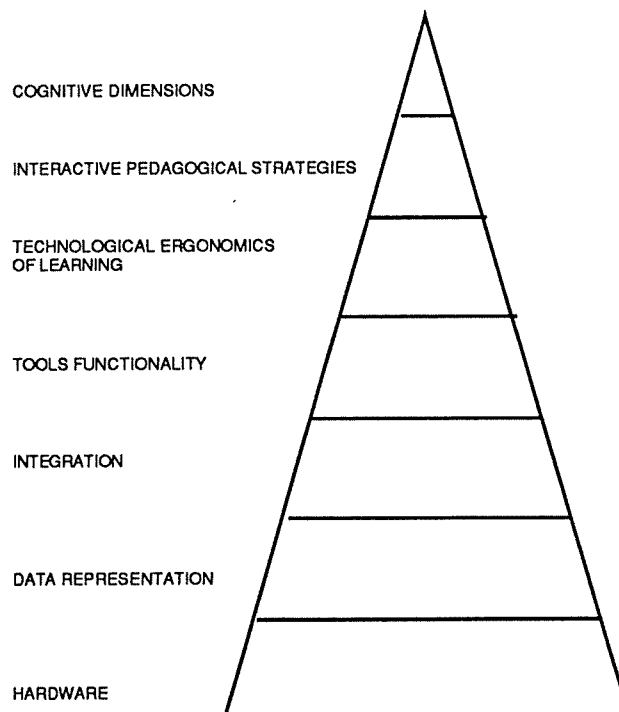 COGNITIVE DIMENSIONS
INTERACTIVE PEDAGOGICAL STRATEGIES
TECHNOLOGICAL ERGONOMICS
OF LEARNING
TOOLS FUNCTIONALITY
INTEGRATION
DATA REPRESENTATION
HARDWARE